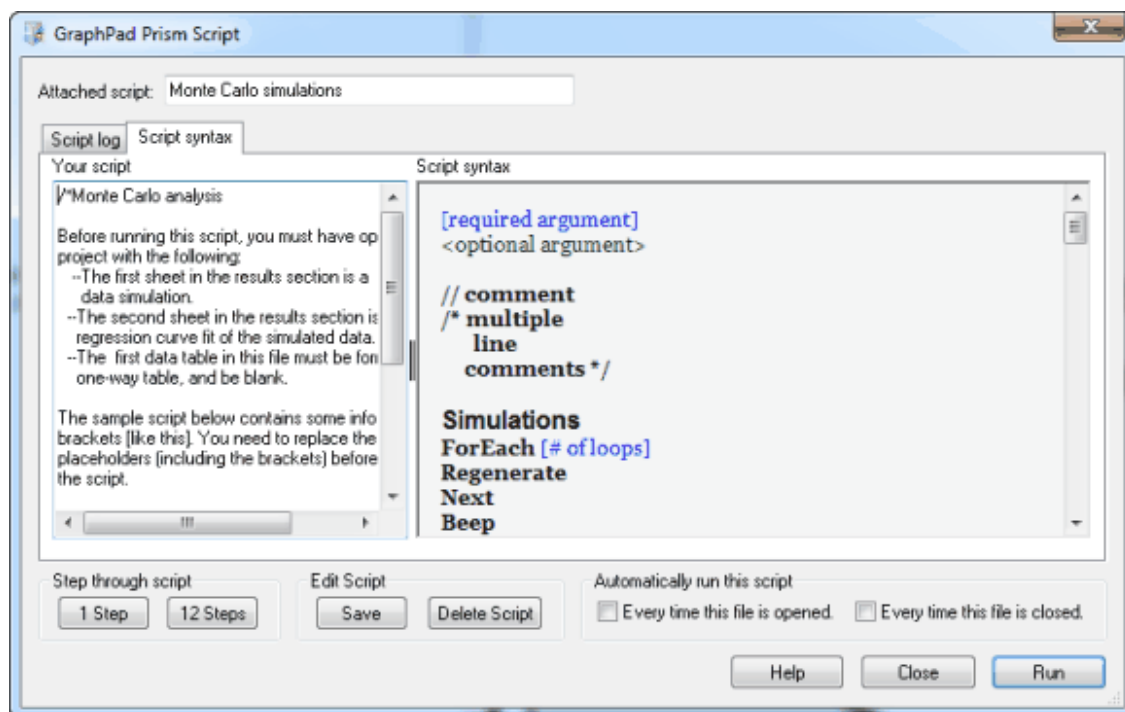 GraphPad Prism Script
Attached script: Monte Carlo simulations
Script log Script syntax
Your script
/*Monte Carlo analysis
Before running this script, you must have op
project with the following:
--The first sheet in the results section is a
data simulation.
--The second sheet in the results section is
regression curve fit of the simulated data.
--The first data table in this file must be for
one-way table, and be blank.
The sample script below contains some info
brackets [like this]. You need to replace the
placeholders (including the brackets) before
the script.
Script syntax
[required argument]
<optional argument>
// comment
/* multiple
line
comments */
Simulations
ForEach [# of loops]
Regenerate
Next
Beep
Step through script
1 Step 12 Steps
Edit Script
Save Delete Script
Automatically run this script
Every time this file is opened. Every time this file is closed.
Help Close Run